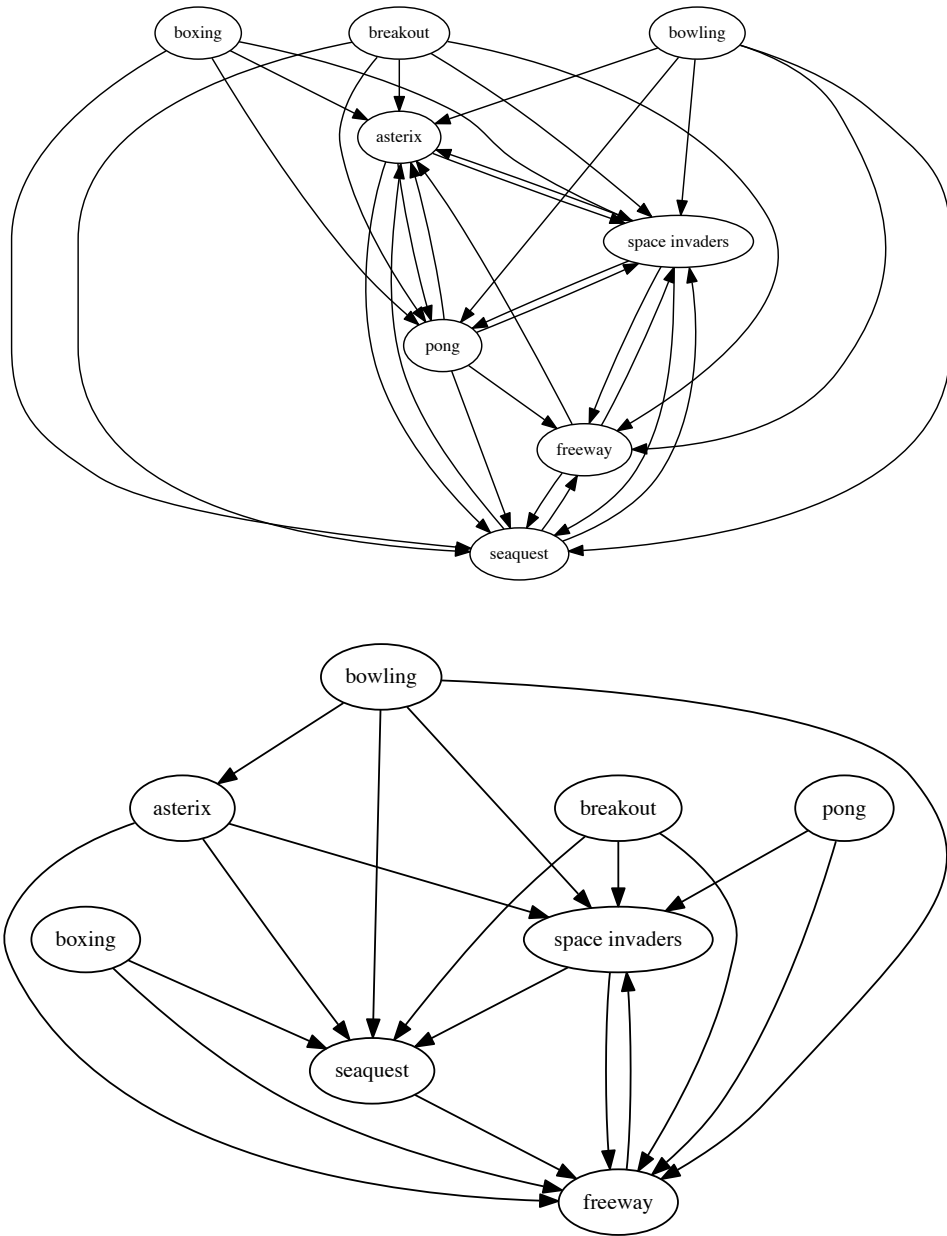 boxing
breakout
bowling
asterix
space invaders
pong
freeway
seaquest
bowling
asterix
breakout
pong
boxing
space invaders
seaquest
freeway